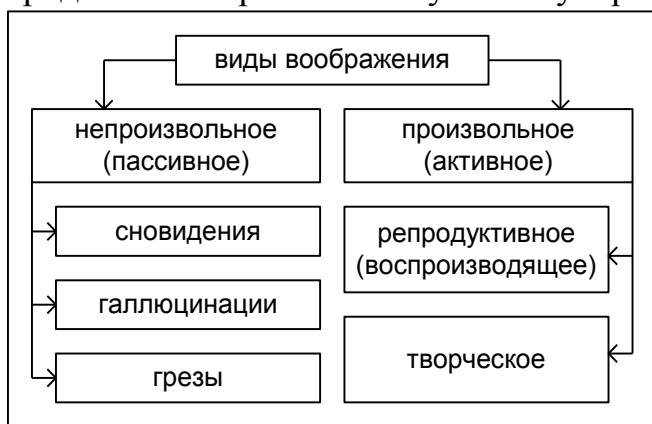 виды воображения
непроизвольное
(пассивное)
сновидения
галлюцинации
грезы
произвольное
(активное)
репродуктивное
(воспроизводящее)
творческое